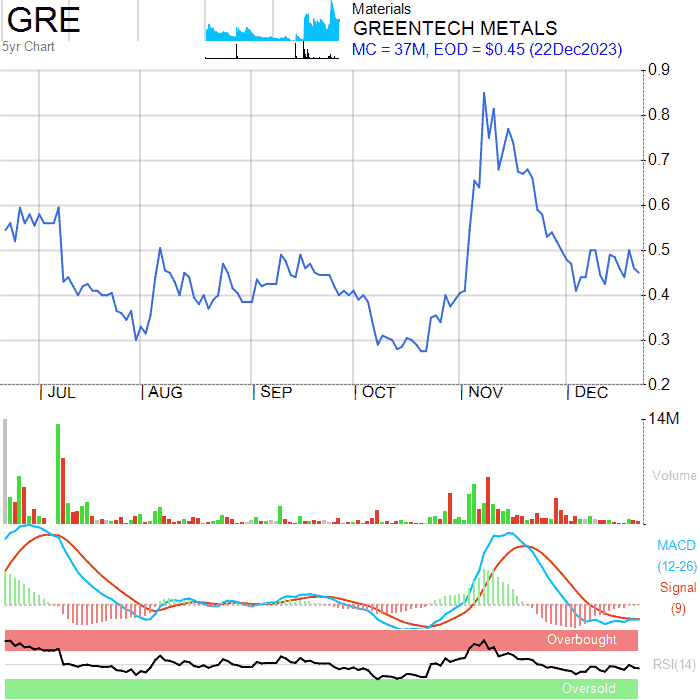 GRE
5yr Chart
Materials
GREENTECH METALS
MC = 37M, EOD = $0.45 (22Dec2023)
0.9
0.8
0.7
0.6
0.5
0.4
0.3
0.2
JUL AUG SEP OCT NOV DEC
14M
Volume
MACD
(12-26)
Signal
(9)
Overbought
RSI(14)
Oversold